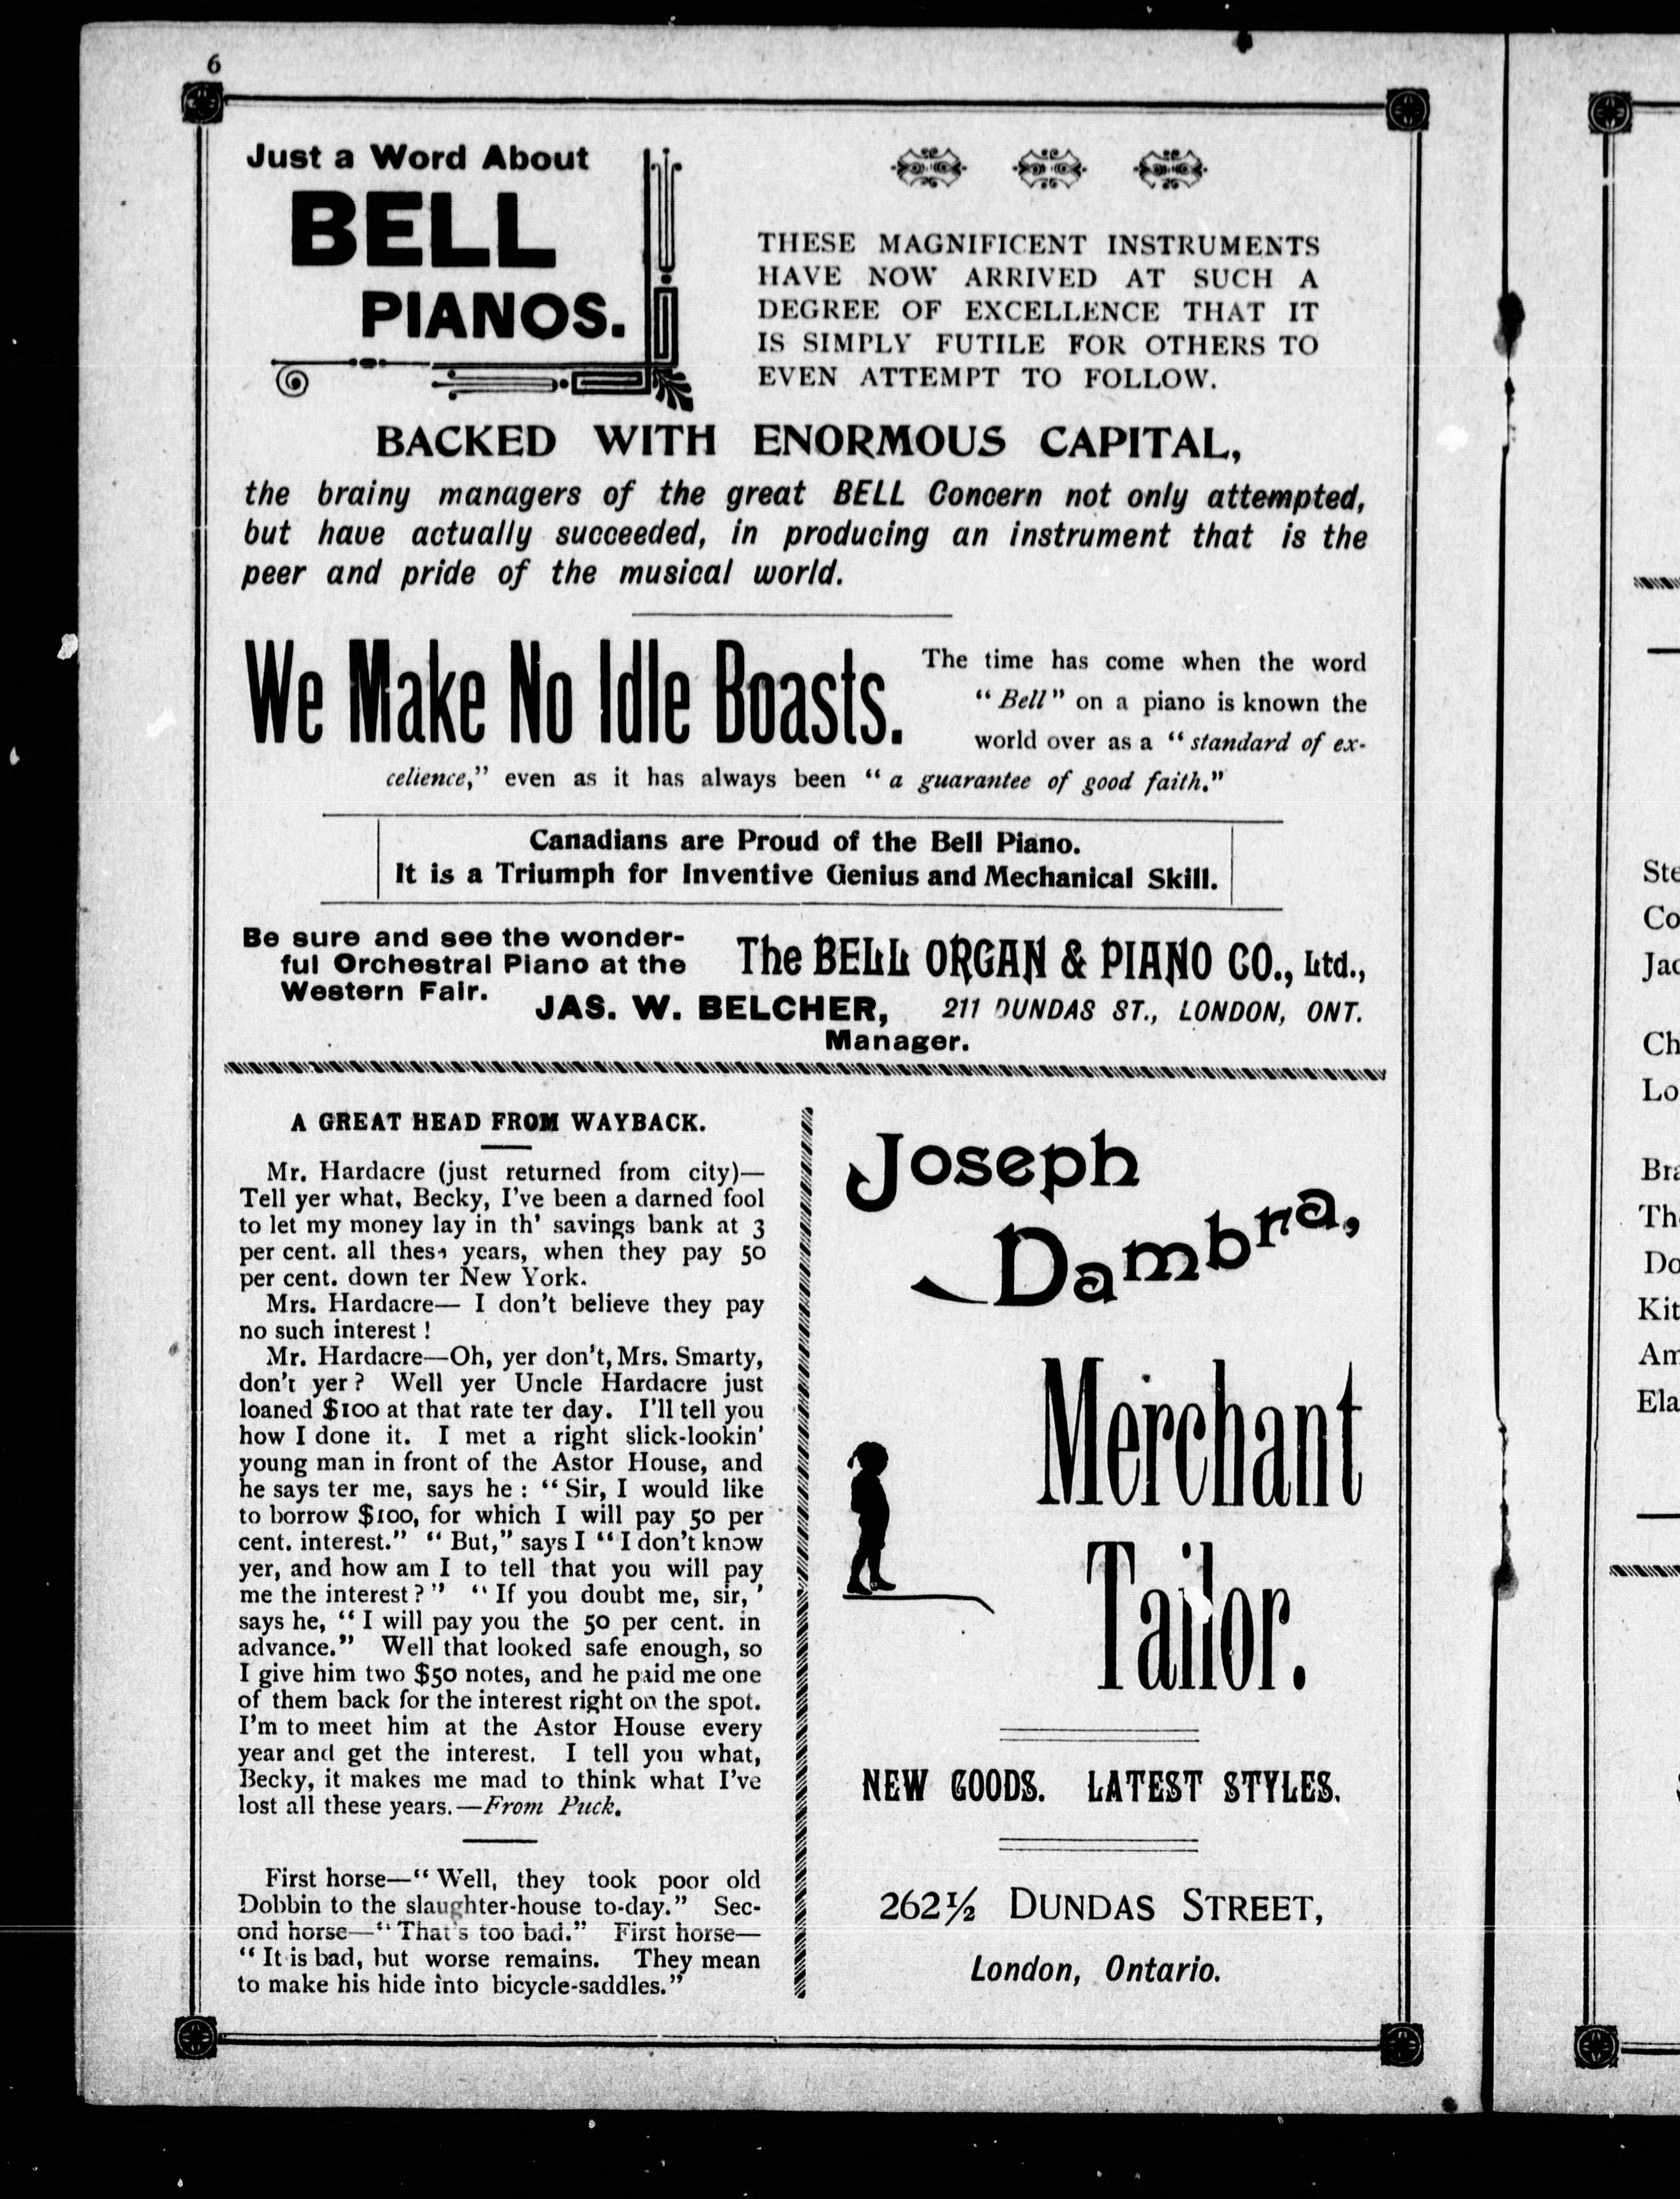 6
Just a Word About
BELL
PIANOS.
THESE MAGNIFICENT INSTRUMENTS
HAVE NOW ARRIVED AT SUCH A
DEGREE OF EXCELLENCE THAT IT
IS SIMPLY FUTILE FOR OTHERS TO
EVEN ATTEMPT TO FOLLOW.
BACKED WITH ENORMOUS CAPITAL,
the brainy managers of the great BELL Concern not only attempted,
but have actually succeeded, in producing an instrument that is the
peer and pride of the musical world.
We Make No Idle Boasts.
The time has come when the word
"Bell" on a piano is known the
world over as a "standard of ex-
celience," even as it has always been "a guarantee of good faith."
Canadians are Proud of the Bell Piano.
It is a Triumph for Inventive Genius and Mechanical Skill.
Be sure and see the wonder-
ful Orchestral Piano at the
Western Fair.
The BELL ORGAN & PIANO CO., Ltd.,
JAS. W. BELCHER, 211 DUNDAS ST., LONDON, ONT.
Manager.
A GREAT HEAD FROM WAYBACK.
Mr. Hardacre (just returned from city)—
Tell yer what, Becky, I've been a darned fool
to let my money lay in th' savings bank at 3
per cent. all these years, when they pay 50
per cent. down ter New York.
Mrs. Hardacre— I don't believe they pay
no such interest!
Mr. Hardacre—Oh, yer don't, Mrs. Smarty,
don't yer? Well yer Uncle Hardacre just
loaned $100 at that rate ter day. I'll tell you
how I done it. I met a right slick-lookin'
young man in front of the Astor House, and
he says ter me, says he: "Sir, I would like
to borrow $100, for which I will pay 50 per
cent. interest." "But," says I "I don't know
yer, and how am I to tell that you will pay
me the interest?" "If you doubt me, sir,'
says he, "I will pay you the 50 per cent. in
advance." Well that looked safe enough, so
I give him two $50 notes, and he paid me one
of them back for the interest right on the spot.
I'm to meet him at the Astor House every
year and get the interest. I tell you what,
Becky, it makes me mad to think what I've
lost all these years.—From Puck.
First horse—"Well, they took poor old
Dobbin to the slaughter-house to-day." Sec-
ond horse—"That's too bad." First horse—
"It is bad, but worse remains. They mean
to make his hide into bicycle-saddles."
Joseph
Dambra,
Merchant
Tailor.
NEW GOODS. LATEST STYLES.
262½ DUNDAS STREET,
London, Ontario.